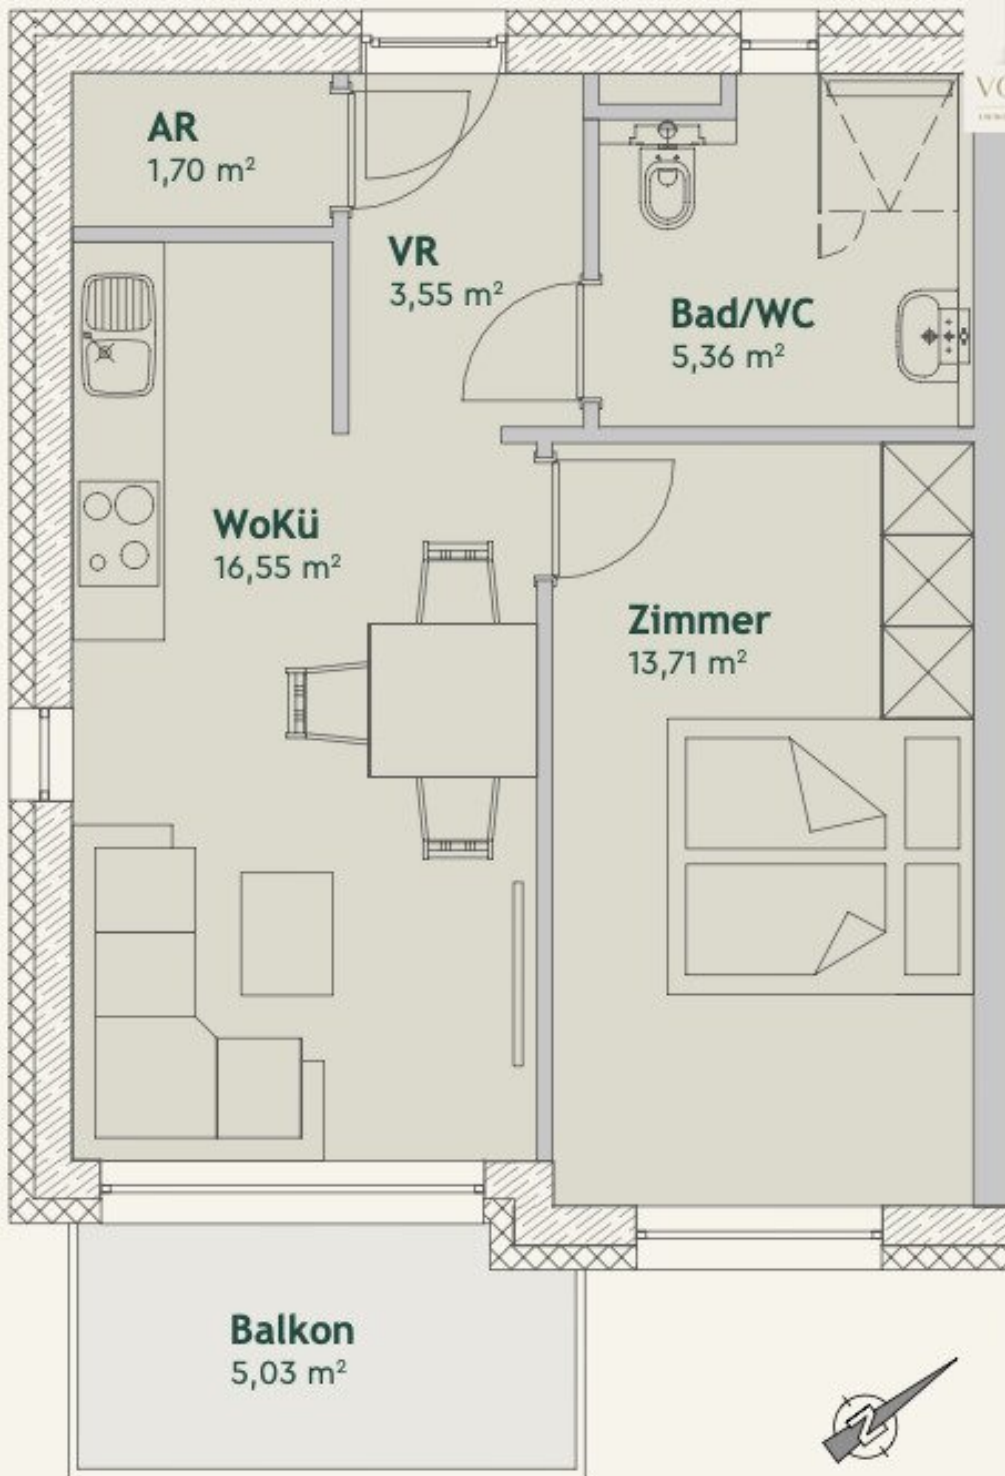 AR
1,70 m²
VR
3,55 m²
Bad/WC
5,36 m²
WoKü
16,55 m²
Zimmer
13,71 m²
Balkon
5,03 m²
N